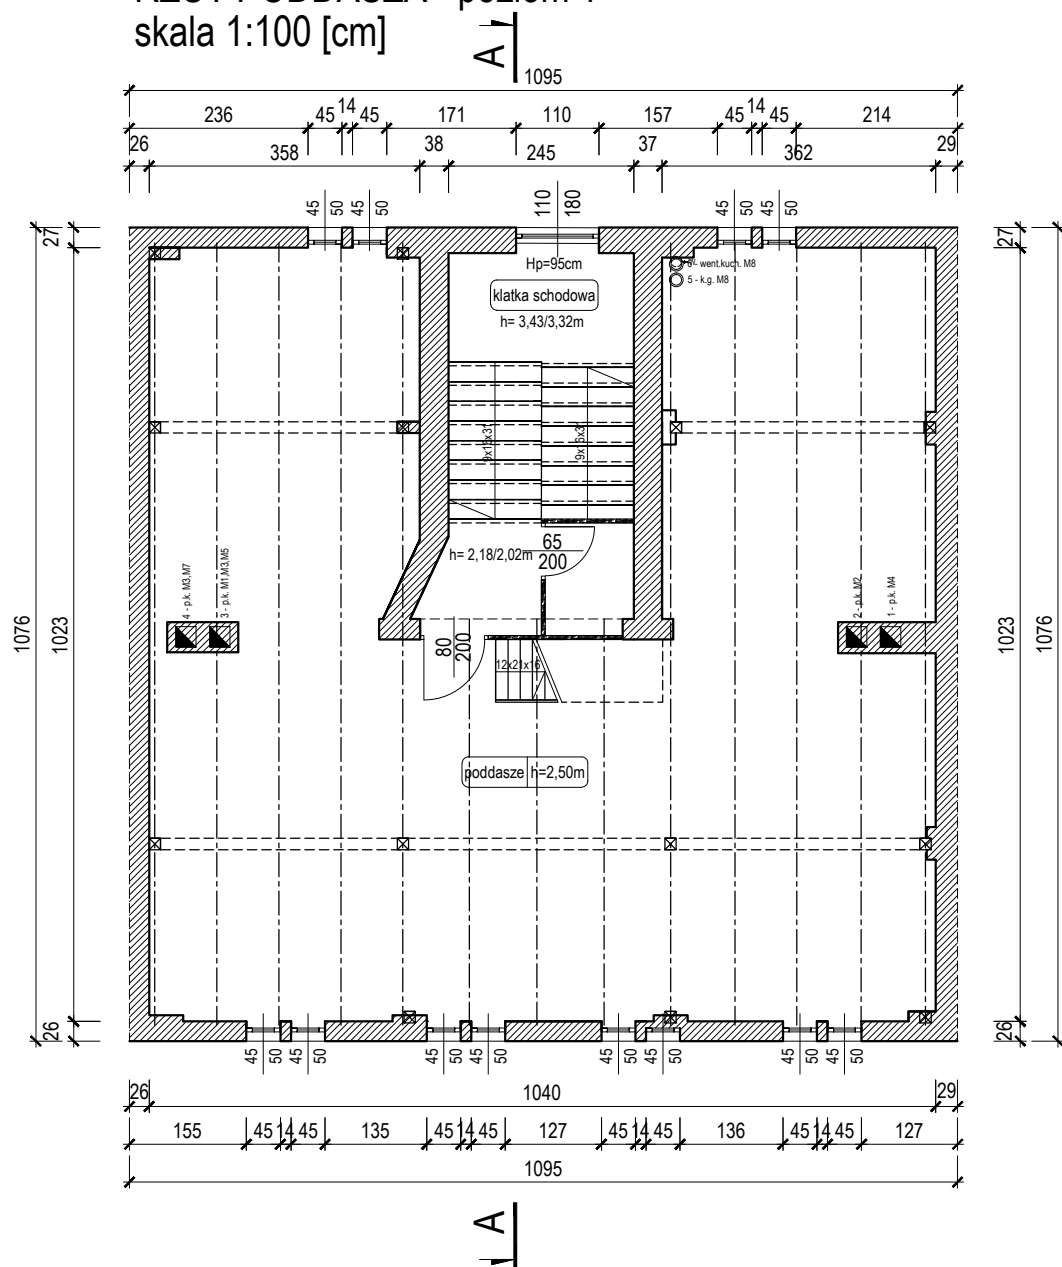 skala 1:100 [cm]
A
1095
236 45 14 45 171 110 157 45 14 45 214
26 358 38 245 37 362 29
45 50 45 50 110 180 45 50 45 50
27 27
Hp=95cm
6 - went.kuch. M8
5 - k.g. M8
klatka schodowa
h= 3,43/3,32m
h= 2,18/2,02m
65
200
4 - p.k. M3,M7
3 - p.k. M1,M3,M5
2 - p.k. M2
1 - p.k. M4
1076 1023 1023 1076
80
200
12x21x16
poddasze h=2,50m
26 26
45 50 45 50 45 50 45 50 45 50 45 50 45 50 45 50
26 1040 29
155 45 14 45 135 45 14 45 127 45 14 45 136 45 14 45 127
1095
A